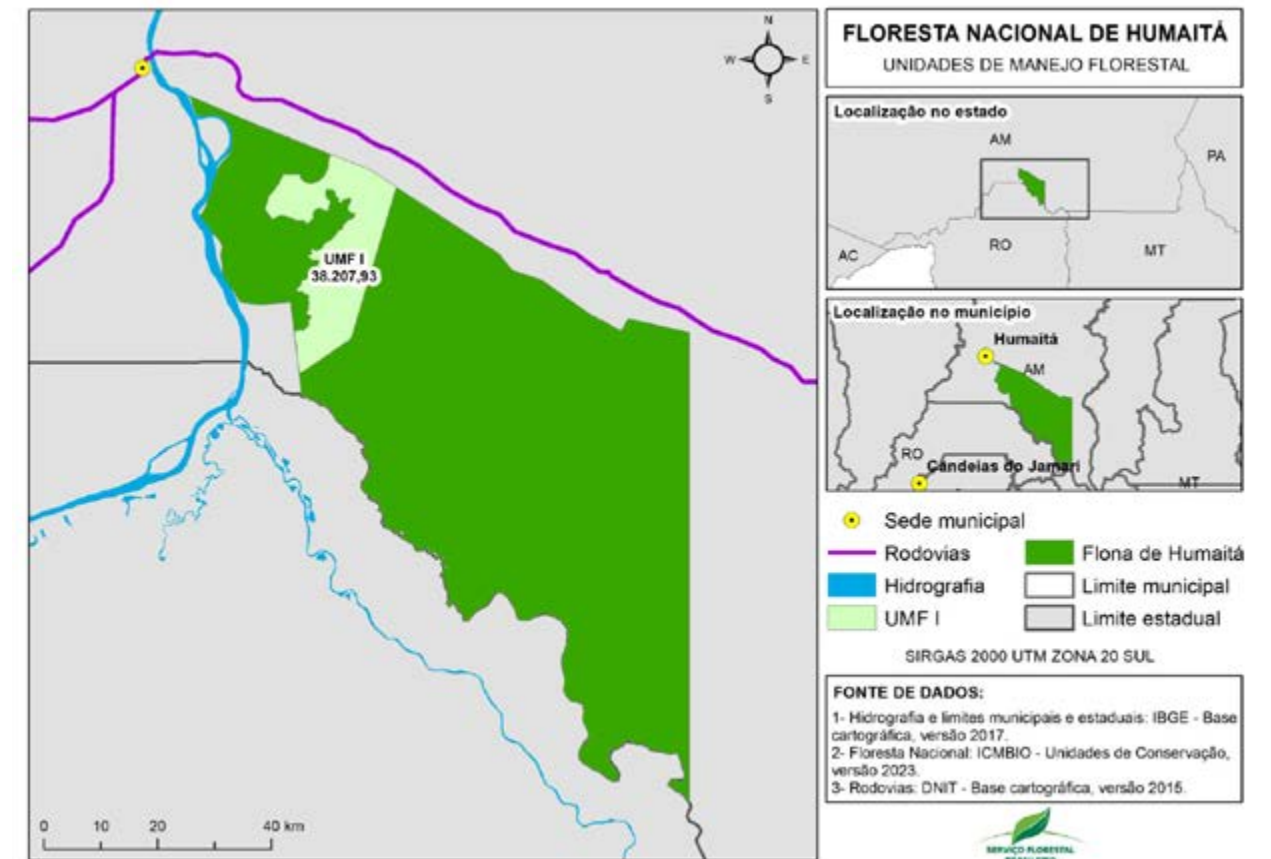 N
W E
S
UMF I
38.207,93
0 10 20 40 km
FLORESTA NACIONAL DE HUMAITÁ
UNIDADES DE MANEJO FLORESTAL
Localização no estado
AM
PA
AC
RO
MT
Localização no município
Humaitá
AM
RO
Candeias do Jamari
MT
Sede municipal
Rodovias
Flona de Humaitá
Hidrografia
Limite municipal
UMF I
Limite estadual
SIRGAS 2000 UTM ZONA 20 SUL
FONTE DE DADOS:
1- Hidrografia e limites municipais e estaduais: IBGE - Base
cartográfica, versão 2017.
2- Floresta Nacional: ICMBIO - Unidades de Conservação,
versão 2023.
3- Rodovias: DNIT - Base cartográfica, versão 2015.
SERVIÇO FLORESTAL